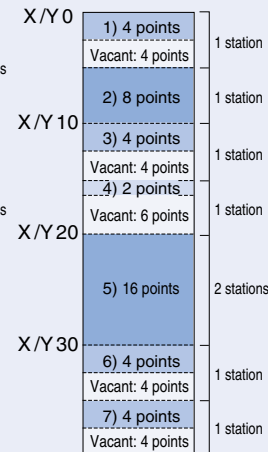 X/Y0
1) 4 points
Vacant: 4 points
1 station
s
2) 8 points
1 station
X/Y10
3) 4 points
Vacant: 4 points
1 station
4) 2 points
Vacant: 6 points
1 station
s
X/Y20
5) 16 points
2 stations
X/Y30
6) 4 points
Vacant: 4 points
1 station
7) 4 points
Vacant: 4 points
1 station